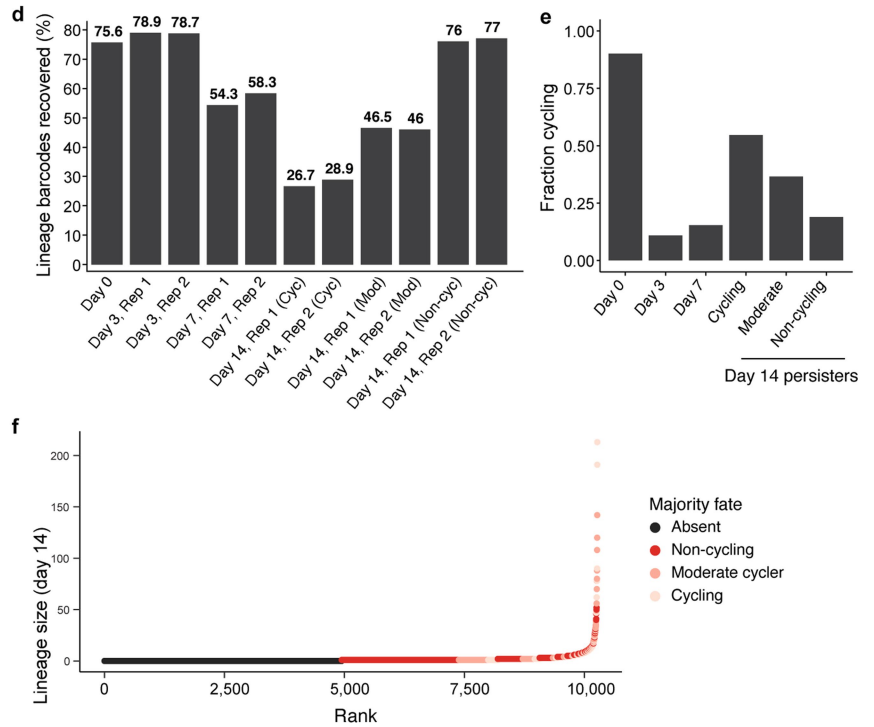 d
Lineage barcodes recovered (%)
80
70
60
50
40
30
20
10
0
75.6
78.9
78.7
54.3
58.3
26.7
28.9
46.5
46
76
77
Day 0
Day 3, Rep 1
Day 3, Rep 2
Day 7, Rep 1
Day 7, Rep 2
Day 14, Rep 1 (Cyc)
Day 14, Rep 2 (Cyc)
Day 14, Rep 1 (Mod)
Day 14, Rep 2 (Mod)
Day 14, Rep 1 (Non-cyc)
Day 14, Rep 2 (Non-cyc)
e
Fraction cycling
1.00
0.75
0.50
0.25
0.00
Day 0
Day 3
Day 7
Cycling
Moderate
Non-cycling
Day 14 persisters
f
Lineage size (day 14)
200
150
100
50
0
0
2,500
5,000
7,500
10,000
Rank
Majority fate
Absent
Non-cycling
Moderate cycler
Cycling